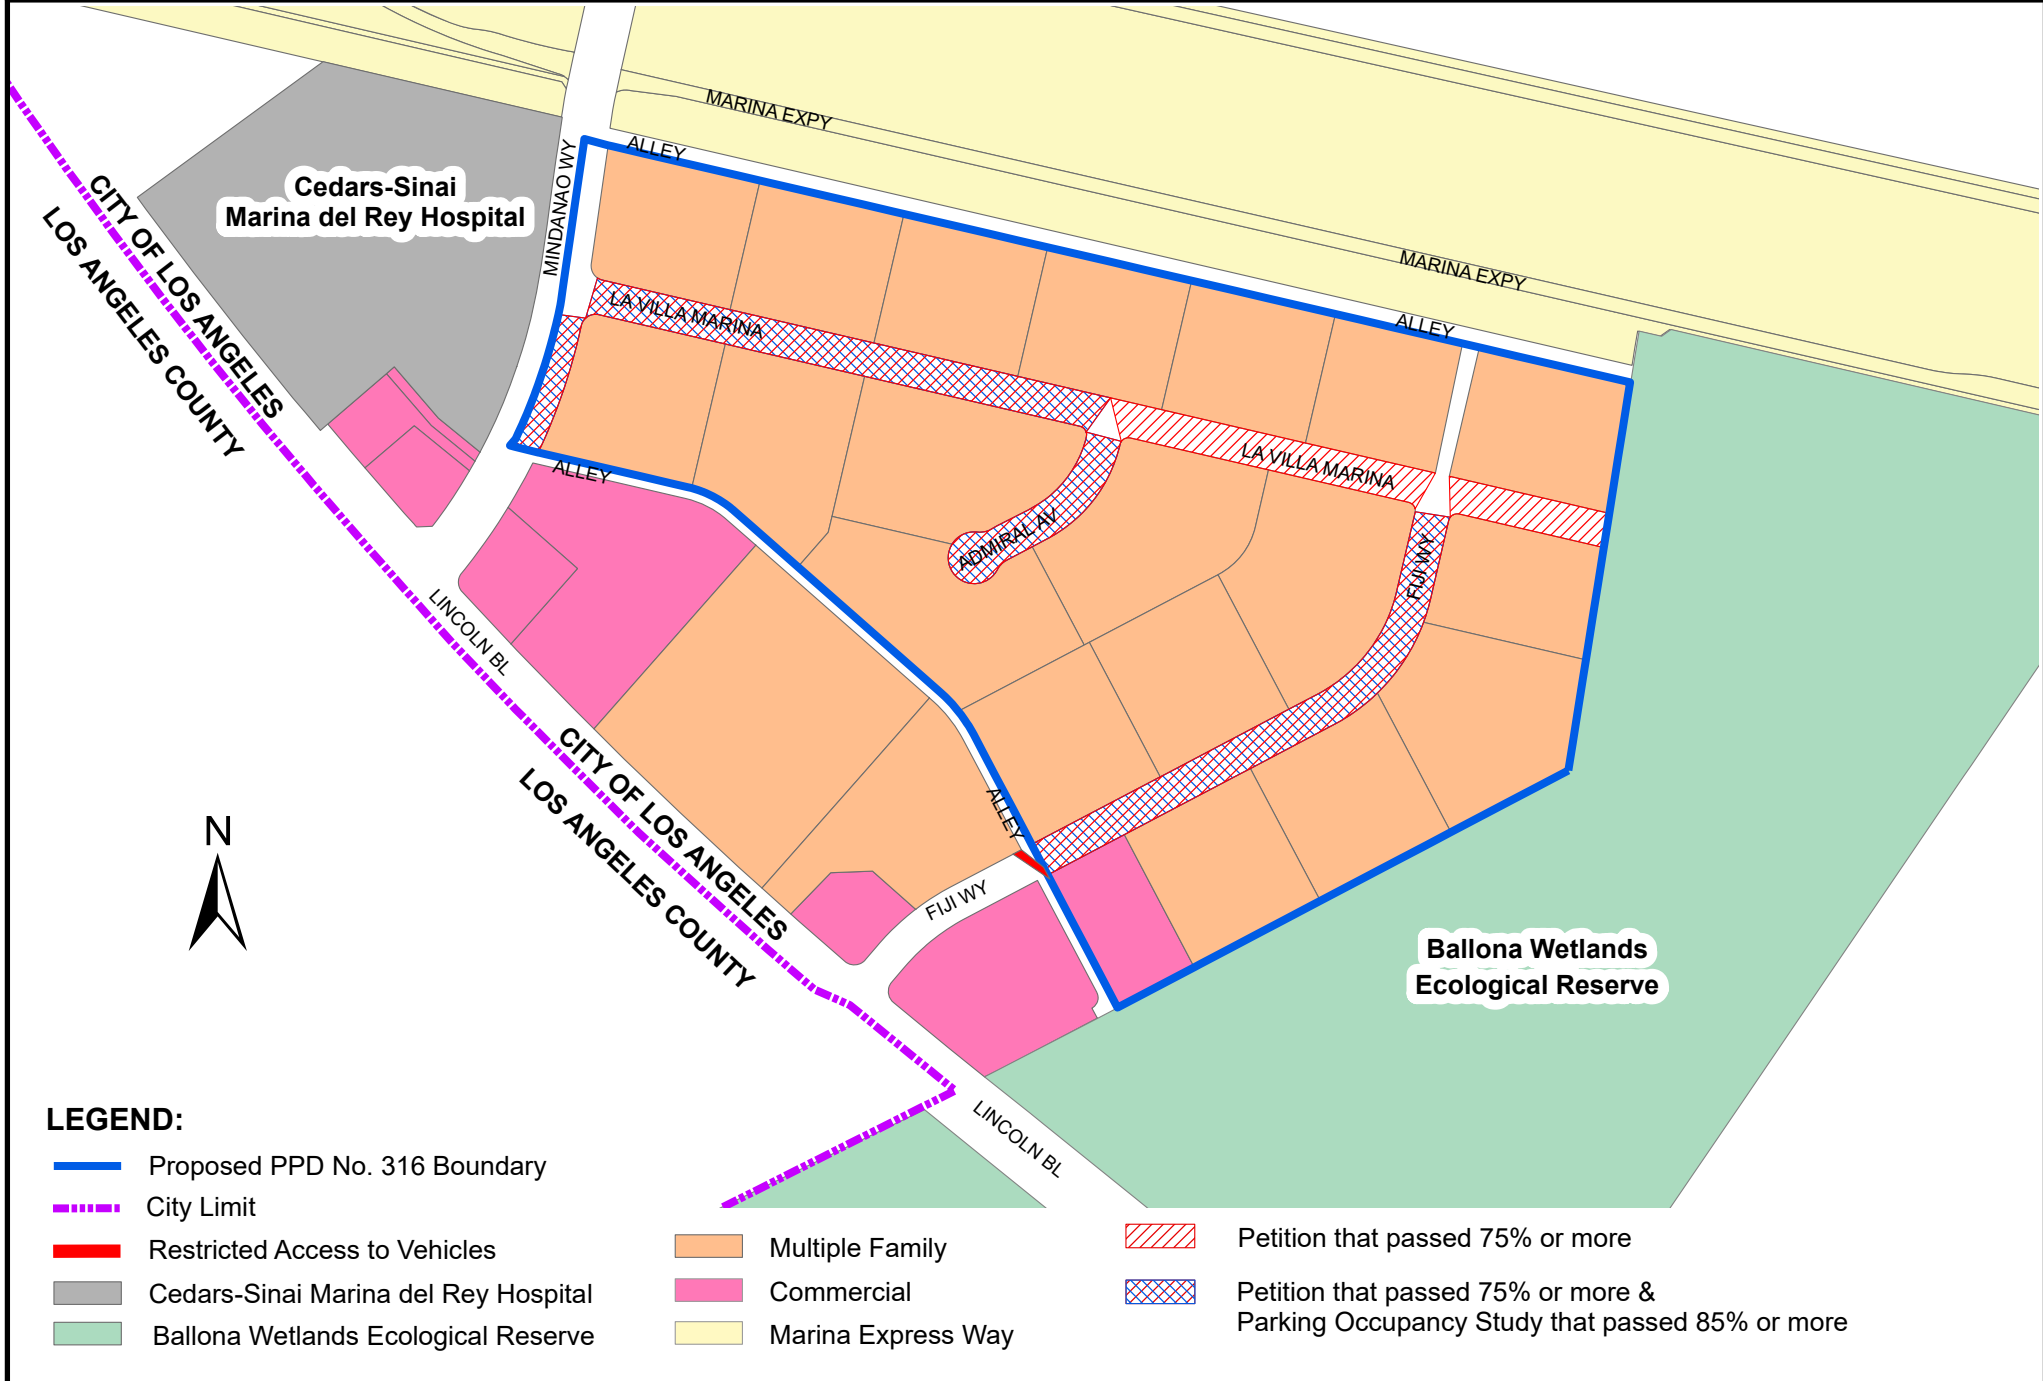 MARINA EXPY
ALLEY
MINDANAO WY
Cedars-Sinai
Marina del Rey Hospital
CITY OF LOS ANGELES
LOS ANGELES COUNTY
MARINA EXPY
LA VILLA MARINA
ALLEY
LA VILLA MARINA
ALLEY
ADMIRAL AV
FIJI WY
LINCOLN BL
CITY OF LOS ANGELES
LOS ANGELES COUNTY
ALLEY
N
FIJI WY
Ballona Wetlands
Ecological Reserve
LINCOLN BL
LEGEND:
Proposed PPD No. 316 Boundary
City Limit
Restricted Access to Vehicles
Cedars-Sinai Marina del Rey Hospital
Ballona Wetlands Ecological Reserve
Multiple Family
Commercial
Marina Express Way
Petition that passed 75% or more
Petition that passed 75% or more &
Parking Occupancy Study that passed 85% or more